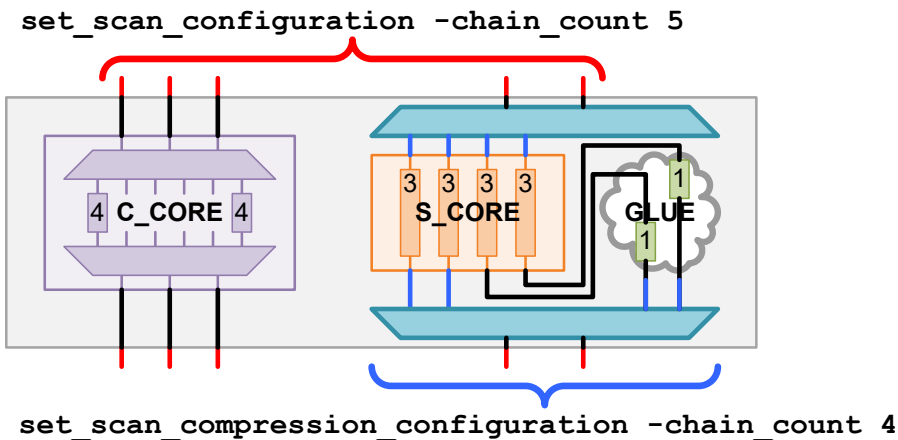 set_scan_configuration -chain_count 5
4 C_CORE 4
3 3 3 3
S_CORE
1
GLUE
1
set_scan_compression_configuration -chain_count 4